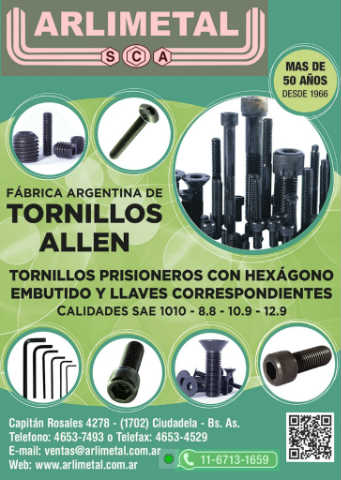 ARLIMETAL
S C A
MAS DE
50 AÑOS
DESDE 1966
FÁBRICA ARGENTINA DE
TORNILLOS
ALLEN
TORNILLOS PRISIONEROS CON HEXÁGONO
EMBUTIDO Y LLAVES CORRESPONDIENTES
CALIDADES SAE 1010 - 8.8 - 10.9 - 12.9
Capitán Rosales 4278 - (1702) Ciudadela - Bs. As.
Telefono: 4653-7493 o Telefax: 4653-4529
E-mail: ventas@arlimetal.com.ar
Web: www.arlimetal.com.ar
11-6713-1659